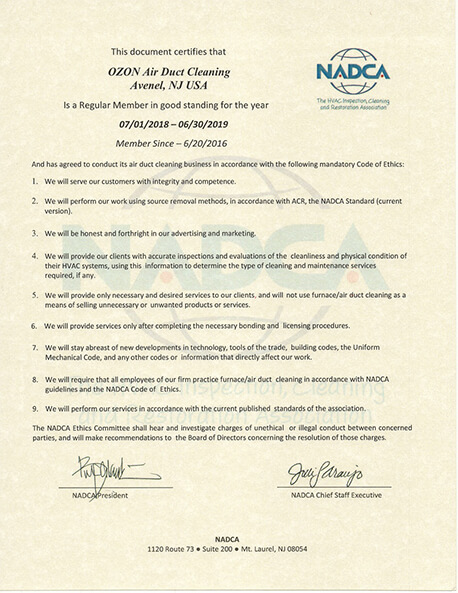 This document certifies that
OZON Air Duct Cleaning
Avenel, NJ USA
NADCA
The HVAC Inspection, Cleaning
and Restoration Association
Is a Regular Member in good standing for the year
07/01/2018 – 06/30/2019
Member Since – 6/20/2016
And has agreed to conduct its air duct cleaning business in accordance with the following mandatory Code of Ethics:
1. We will serve our customers with integrity and competence.
2. We will perform our work using source removal methods, in accordance with ACR, the NADCA Standard (current
version).
3. We will be honest and forthright in our advertising and marketing.
4. We will provide our clients with accurate inspections and evaluations of the cleanliness and physical condition of
their HVAC systems, using this information to determine the type of cleaning and maintenance services
required, if any.
5. We will provide only necessary and desired services to our clients, and will not use furnace/air duct cleaning as a
means of selling unnecessary or unwanted products or services.
6. We will provide services only after completing the necessary bonding and licensing procedures.
7. We will stay abreast of new developments in technology, tools of the trade, building codes, the Uniform
Mechanical Code, and any other codes or information that directly affect our work.
8. We will require that all employees of our firm practice furnace/air duct cleaning in accordance with NADCA
guidelines and the NADCA Code of Ethics.
9. We will perform our services in accordance with the current published standards of the association.
The NADCA Ethics Committee shall hear and investigate charges of unethical or illegal conduct between concerned
parties, and will make recommendations to the Board of Directors concerning the resolution of those charges.
NADCA President
NADCA Chief Staff Executive
NADCA
1120 Route 73 ● Suite 200 ● Mt. Laurel, NJ 08054